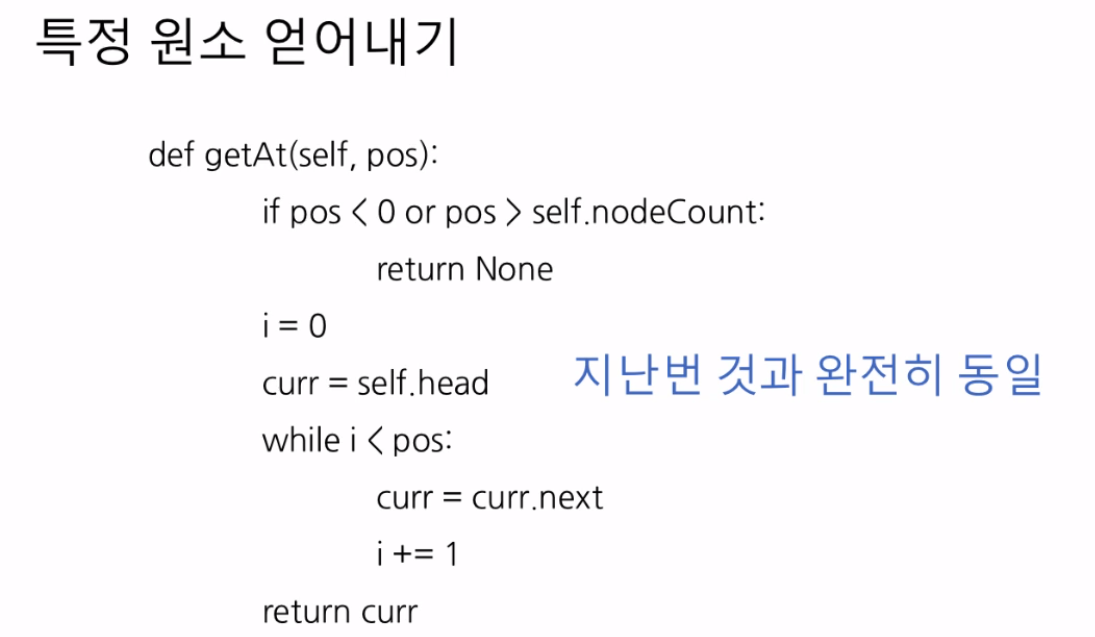 특정 원소 얻어내기
def getAt(self, pos):
if pos < 0 or pos > self.nodeCount:
return None
i = 0
curr = self.head
지난번 것과 완전히 동일
while i < pos:
curr = curr.next
i += 1
return curr